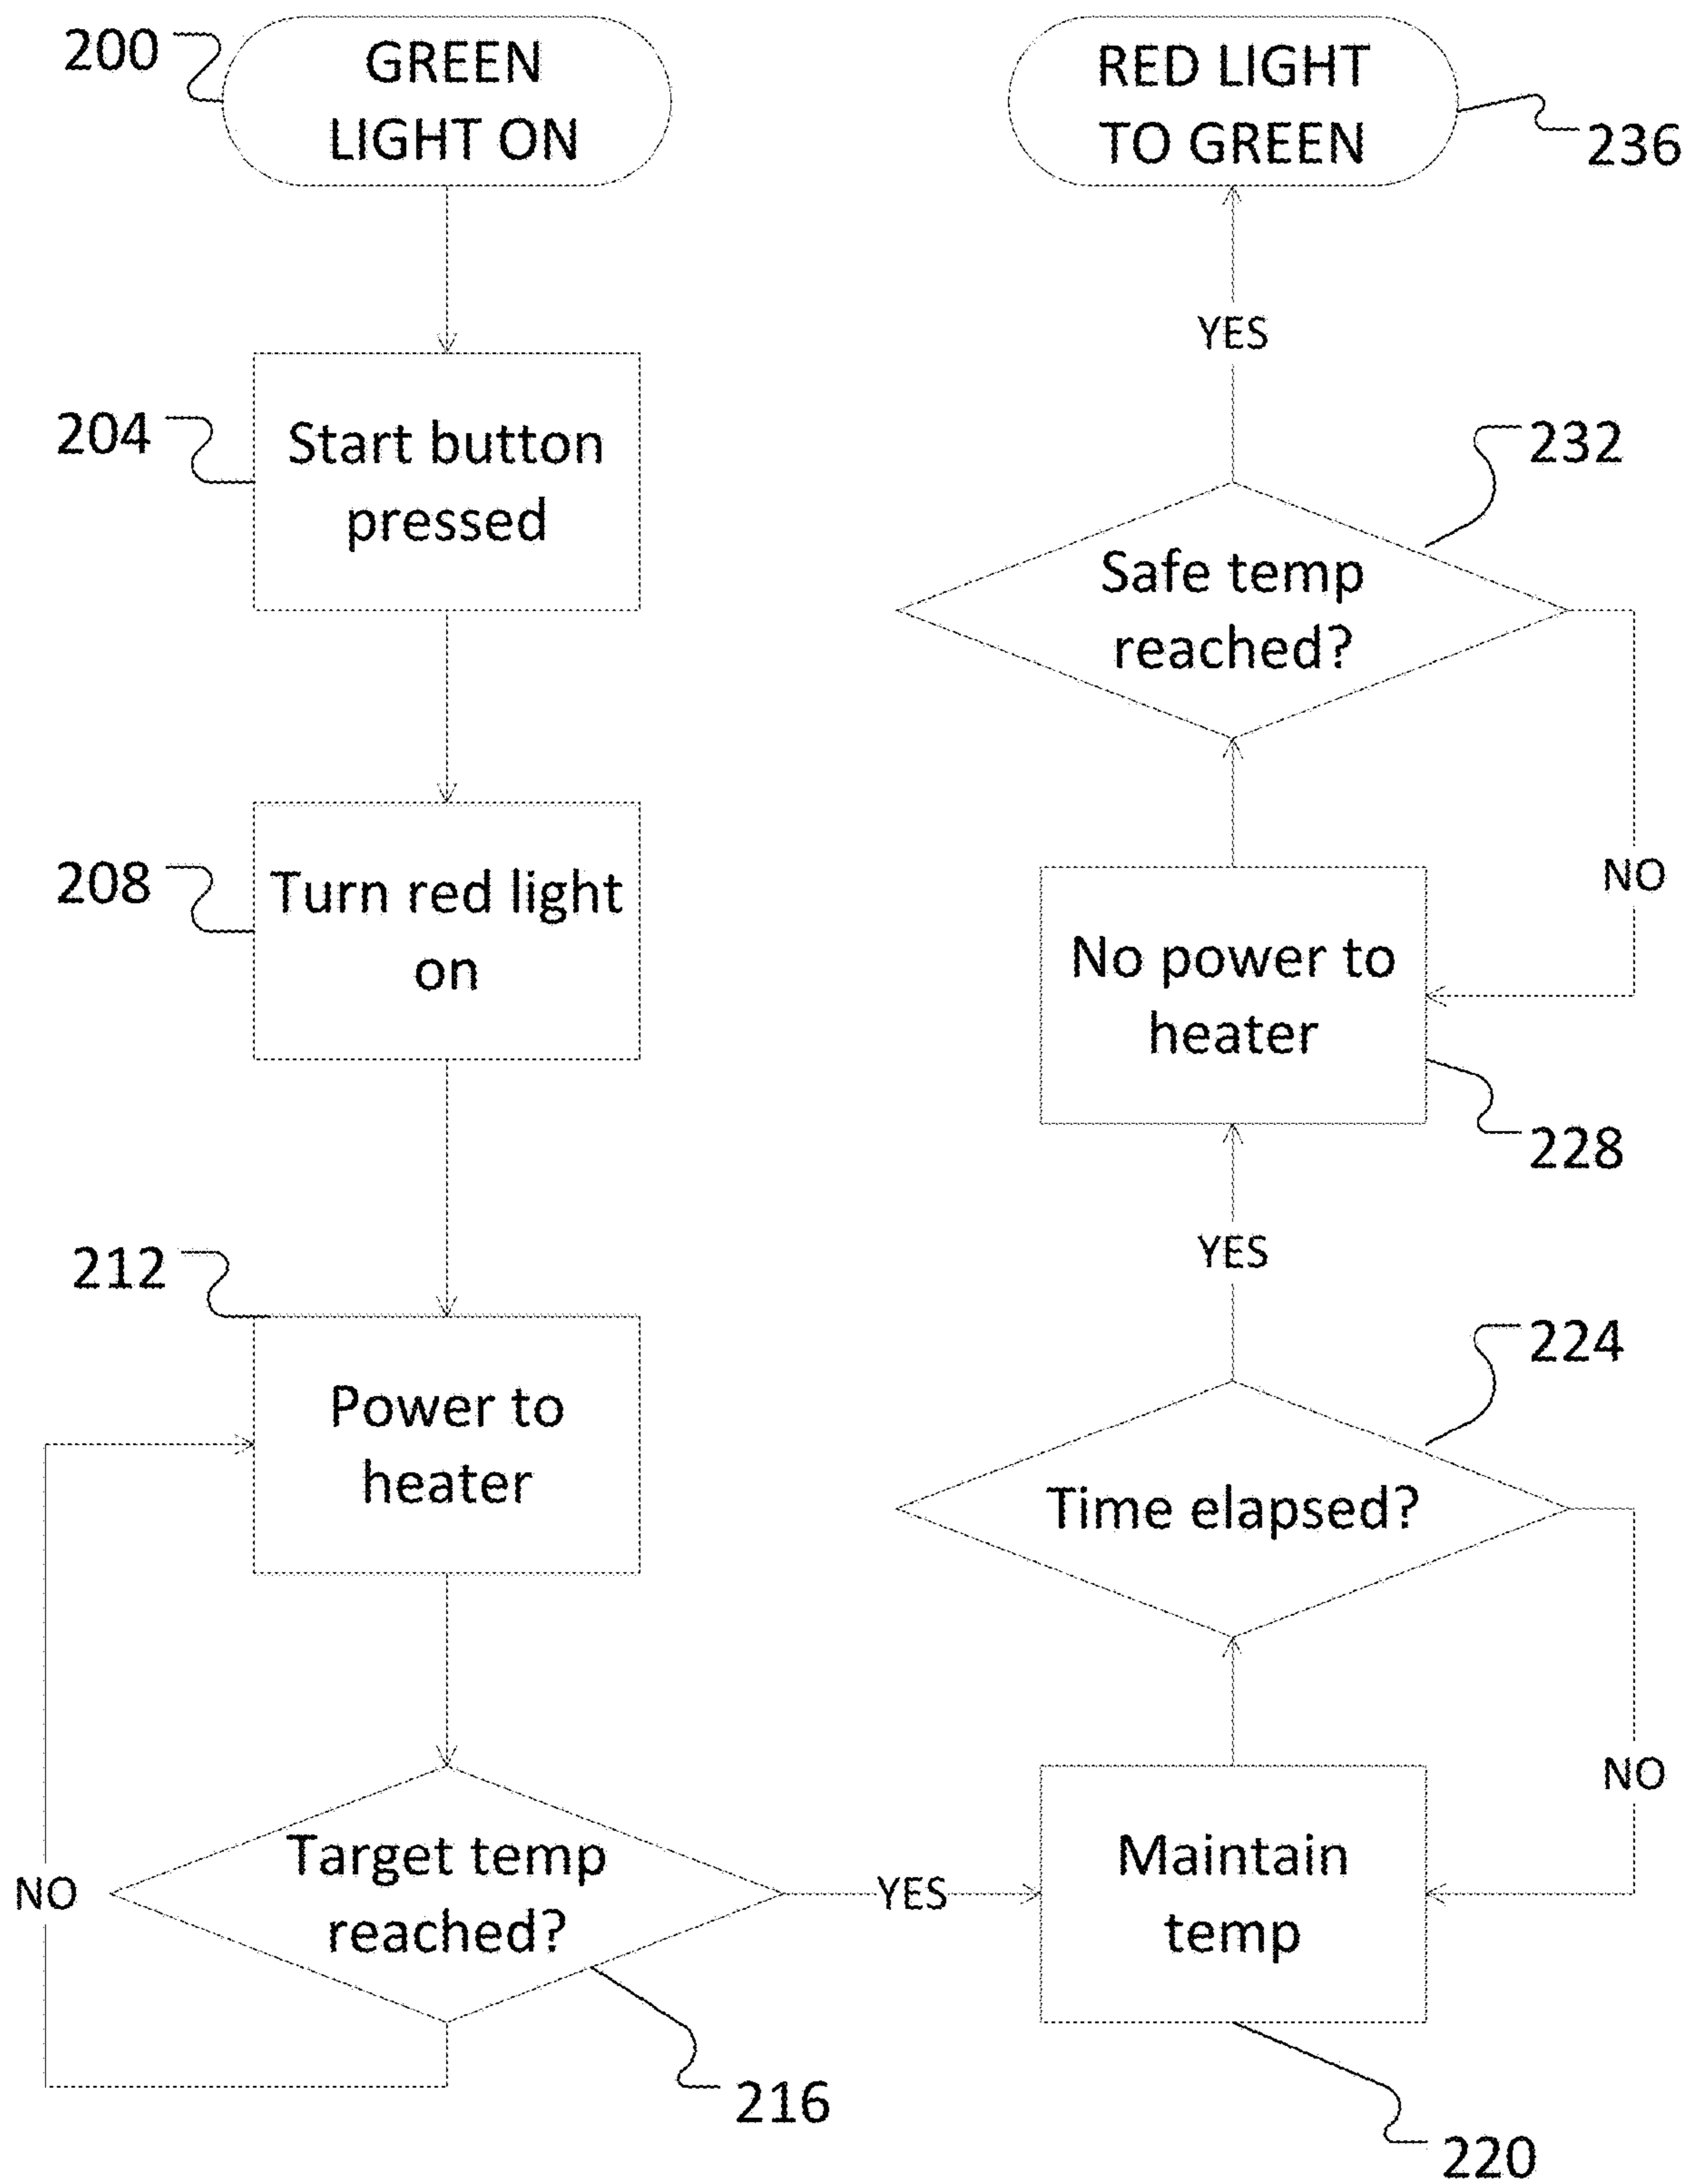 200
GREEN
LIGHT ON
204
Start button
pressed
208
Turn red light
on
212
Power to
heater
NO
Target temp
reached?
216
YES
Maintain
temp
220
NO
Time elapsed?
224
YES
No power to
heater
228
NO
Safe temp
reached?
232
YES
RED LIGHT
TO GREEN
236